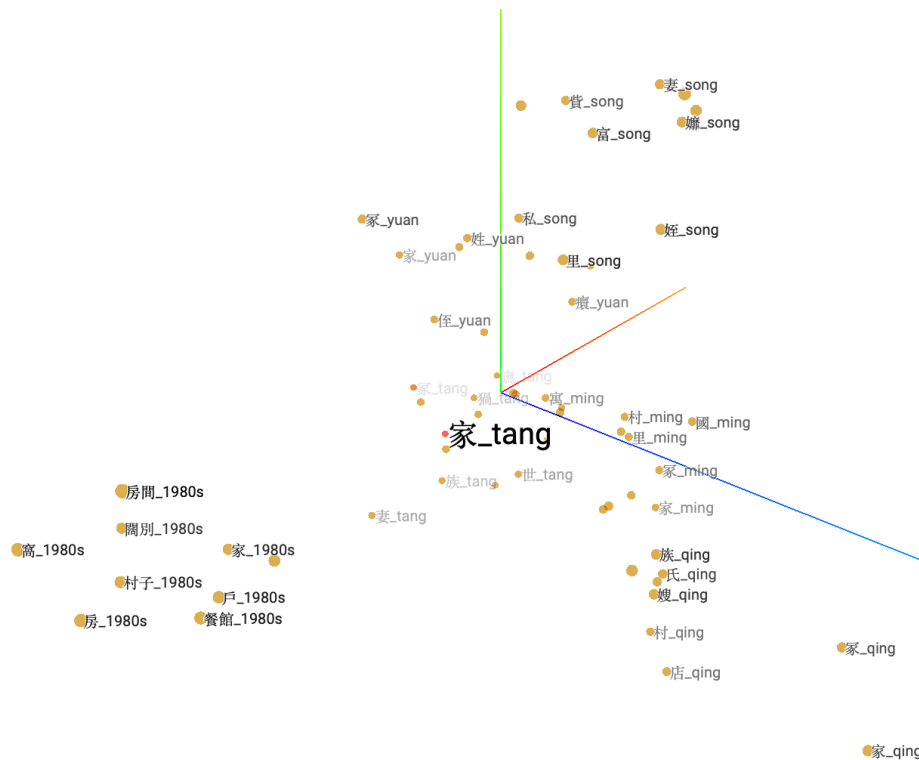 妻_song
貲_song
嫲_song
富_song
冢_yuan
私_song
姪_song
姓_yuan
家_yuan
里_song
癏_yuan
侄_yuan
冢_tang
寓_ming
村_ming
國_ming
家_tang
里_ming
冢_ming
世_tang
族_tang
房間_1980s
家_ming
妻_tang
闊別_1980s
窩_1980s
家_1980s
族_qing
氏_qing
村子_1980s
嫂_qing
戶_1980s
房_1980s
餐館_1980s
村_qing
冢_qing
店_qing
家_qing